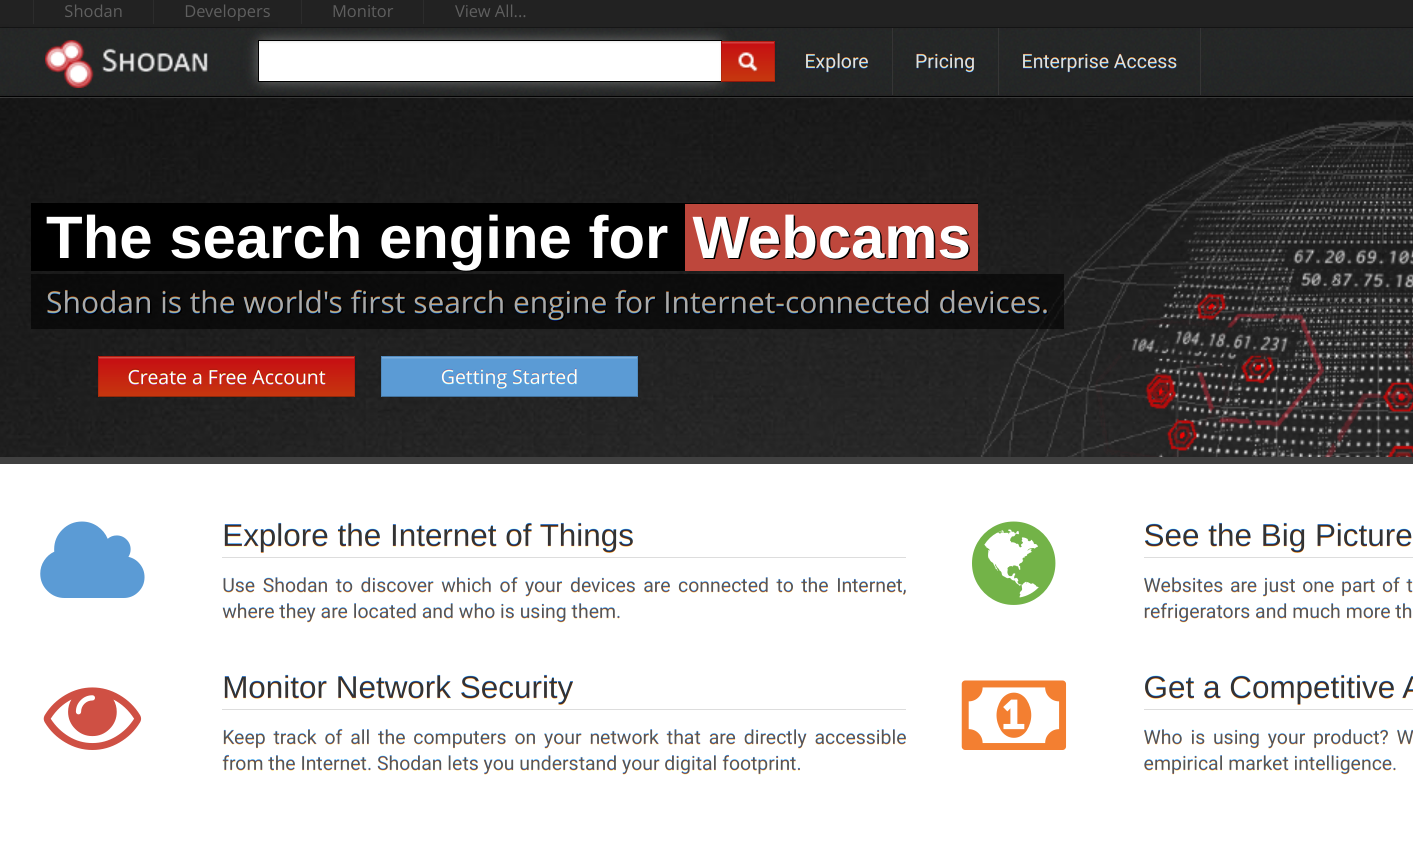 Shodan Developers Monitor View All...
SHODAN Explore Pricing Enterprise Access
The search engine for Webcams
Shodan is the world's first search engine for Internet-connected devices.
Create a Free Account Getting Started
67.20.69.105
50.87.75.18
104.18.61.231
104.
Explore the Internet of Things
Use Shodan to discover which of your devices are connected to the Internet,
where they are located and who is using them.
See the Big Picture
Websites are just one part of t
refrigerators and much more th
Monitor Network Security
Keep track of all the computers on your network that are directly accessible
from the Internet. Shodan lets you understand your digital footprint.
1
Get a Competitive A
Who is using your product? W
empirical market intelligence.